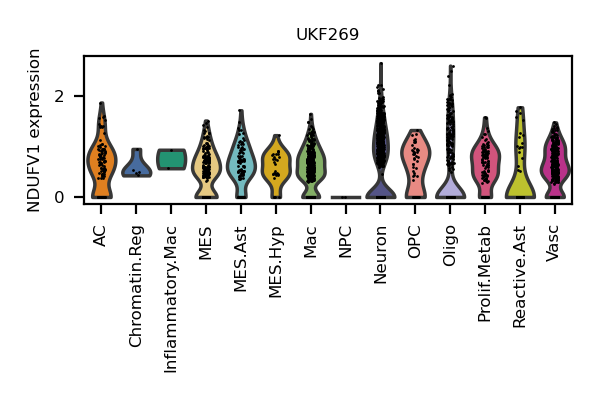 UKF269
NDUFV1 expression
2
0
AC
Chromatin.Reg
Inflammatory.Mac
MES
MES.Ast
MES.Hyp
Mac
NPC
Neuron
OPC
Oligo
Prolif.Metab
Reactive.Ast
Vasc